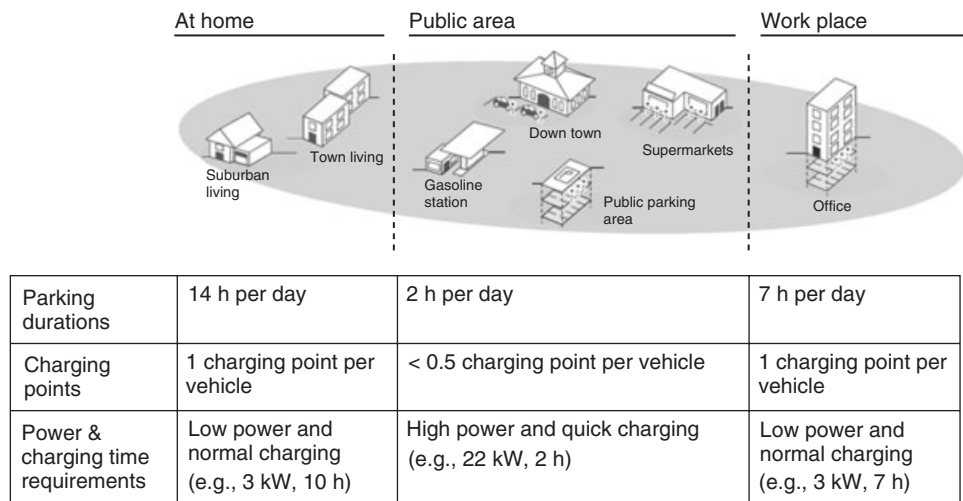 At home
Public area
Work place
Down town
Town living
Supermarkets
Suburban
living
Gasoline
station
Public parking
area
Office
Parking
durations
14 h per day
2 h per day
7 h per day
Charging
points
1 charging point per
vehicle
< 0.5 charging point per vehicle
1 charging point per
vehicle
Power &
charging time
requirements
Low power and
normal charging
(e.g., 3 kW, 10 h)
High power and quick charging
(e.g., 22 kW, 2 h)
Low power and
normal charging
(e.g., 3 kW, 7 h)